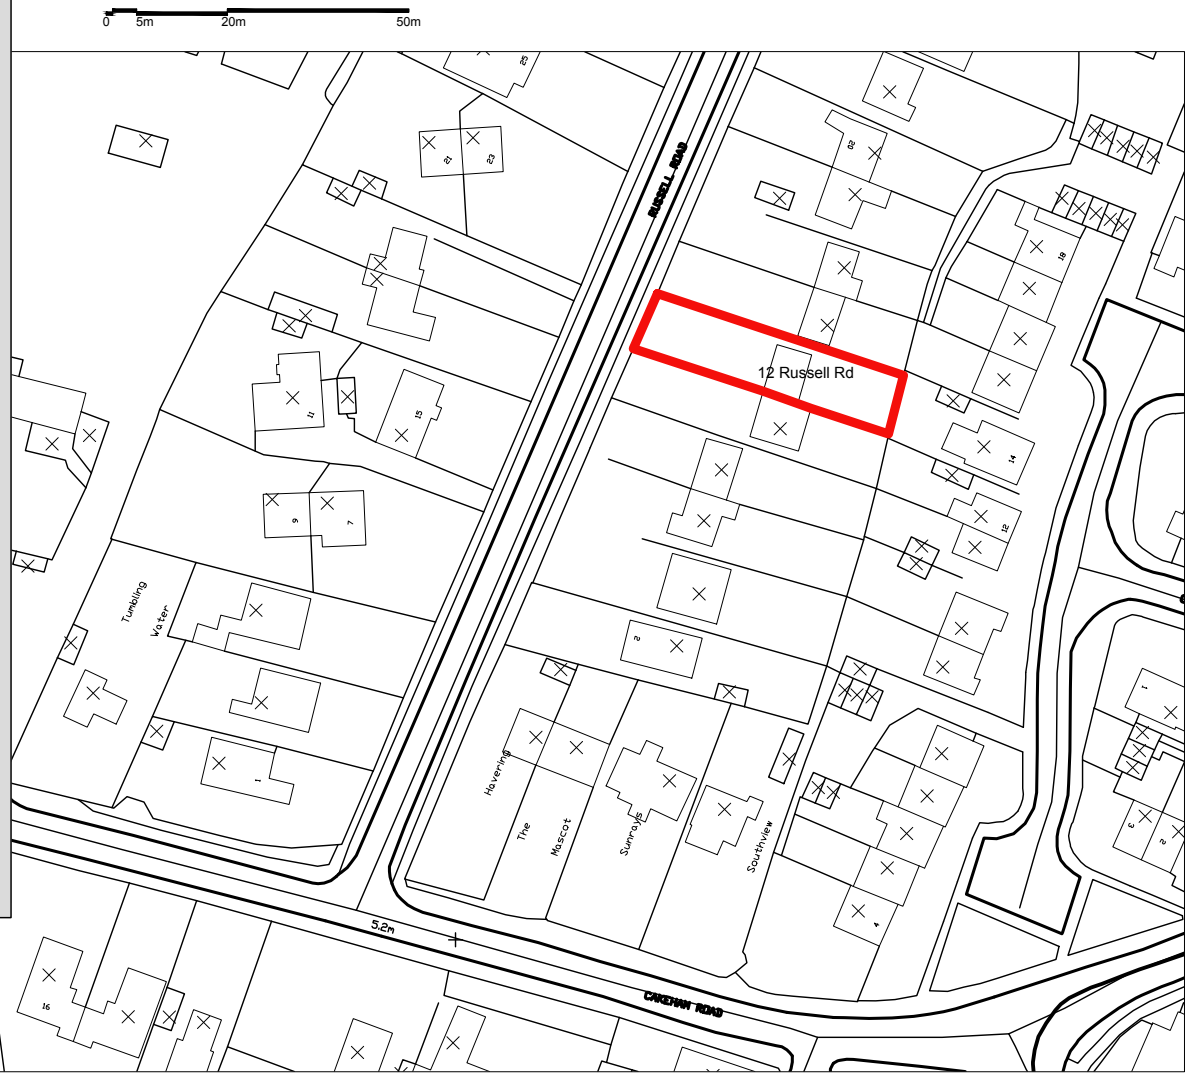 0 5m 20m 50m
25
21
23
RUSSELL ROAD
20
18
12 Russell Rd
11
15
14
9
7
12
Tumbling
Water
2
1
1
Havering
The
Mascot
Sunrays
Southview
3
2
4
5.2m
16
CAKEHAM ROAD